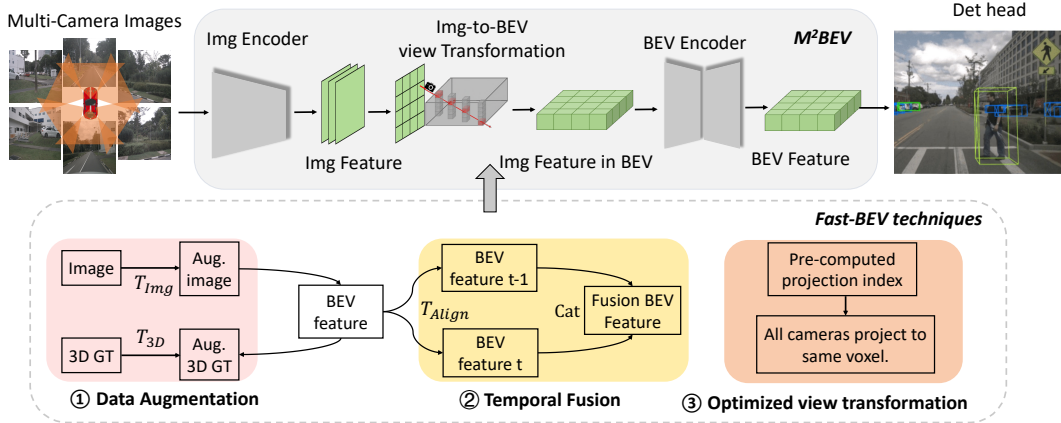 Multi-Camera Images
Img Encoder
Img-to-BEV
view Transformation
BEV Encoder
M²BEV
Det head
Img Feature
Img Feature in BEV
BEV Feature
Fast-BEV techniques
Image
T_Img
Aug.
image
3D GT
T_3D
Aug.
3D GT
BEV
feature
T_Align
BEV
feature t-1
BEV
feature t
Cat
Fusion BEV
Feature
Pre-computed
projection index
All cameras project to
same voxel.
① Data Augmentation
② Temporal Fusion
③ Optimized view transformation